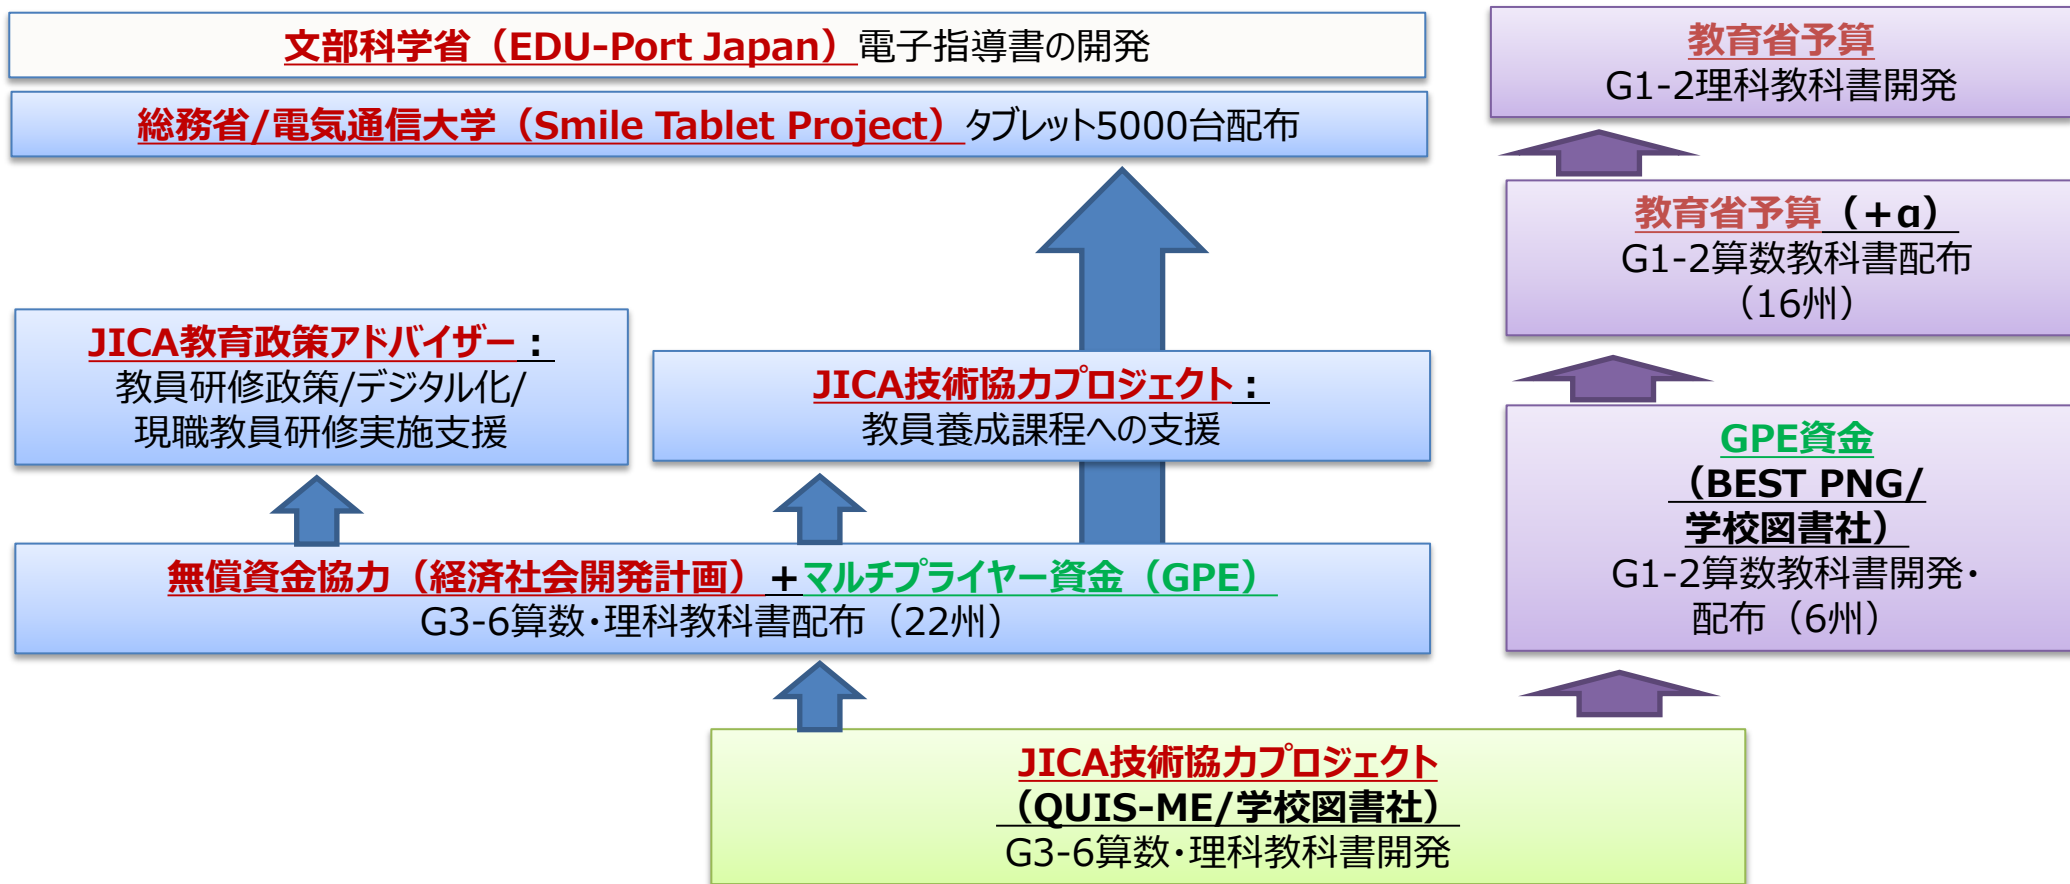 文部科学省（EDU-Port Japan）電子指導書の開発
総務省/電気通信大学（Smile Tablet Project）タブレット5000台配布
JICA教育政策アドバイザー：
教員研修政策/デジタル化/
現職教員研修実施支援
JICA技術協力プロジェクト：
教員養成課程への支援
無償資金協力（経済社会開発計画）+マルチプライヤー資金（GPE）
G3-6算数・理科教科書配布（22州）
JICA技術協力プロジェクト
（QUIS-ME/学校図書社）
G3-6算数・理科教科書開発
教育省予算
G1-2理科教科書開発
教育省予算（+α）
G1-2算数教科書配布
（16州）
GPE資金
（BEST PNG/
学校図書社）
G1-2算数教科書開発・
配布（6州）